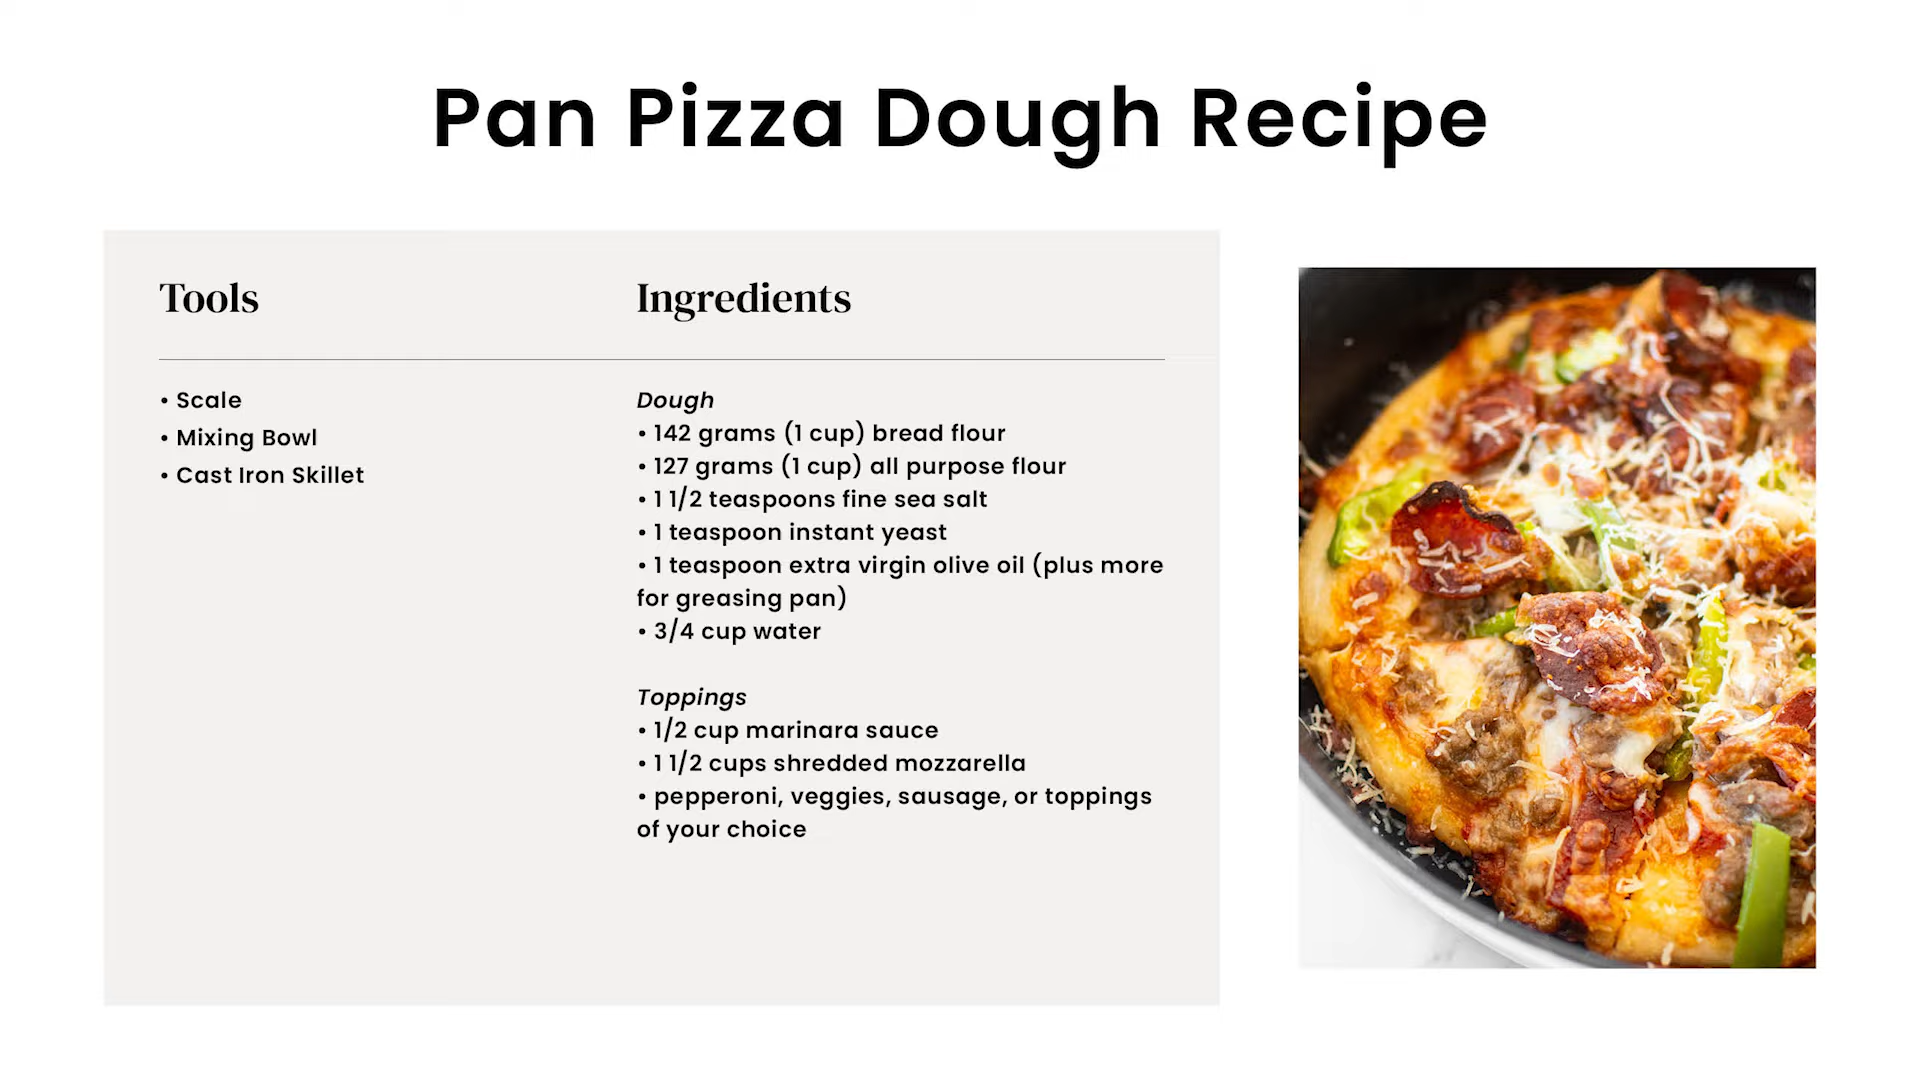 Pan Pizza Dough Recipe
Tools
• Scale
• Mixing Bowl
• Cast Iron Skillet
Ingredients
Dough
• 142 grams (1 cup) bread flour
• 127 grams (1 cup) all purpose flour
• 1 1/2 teaspoons fine sea salt
• 1 teaspoon instant yeast
• 1 teaspoon extra virgin olive oil (plus more
for greasing pan)
• 3/4 cup water
Toppings
• 1/2 cup marinara sauce
• 1 1/2 cups shredded mozzarella
• pepperoni, veggies, sausage, or toppings
of your choice